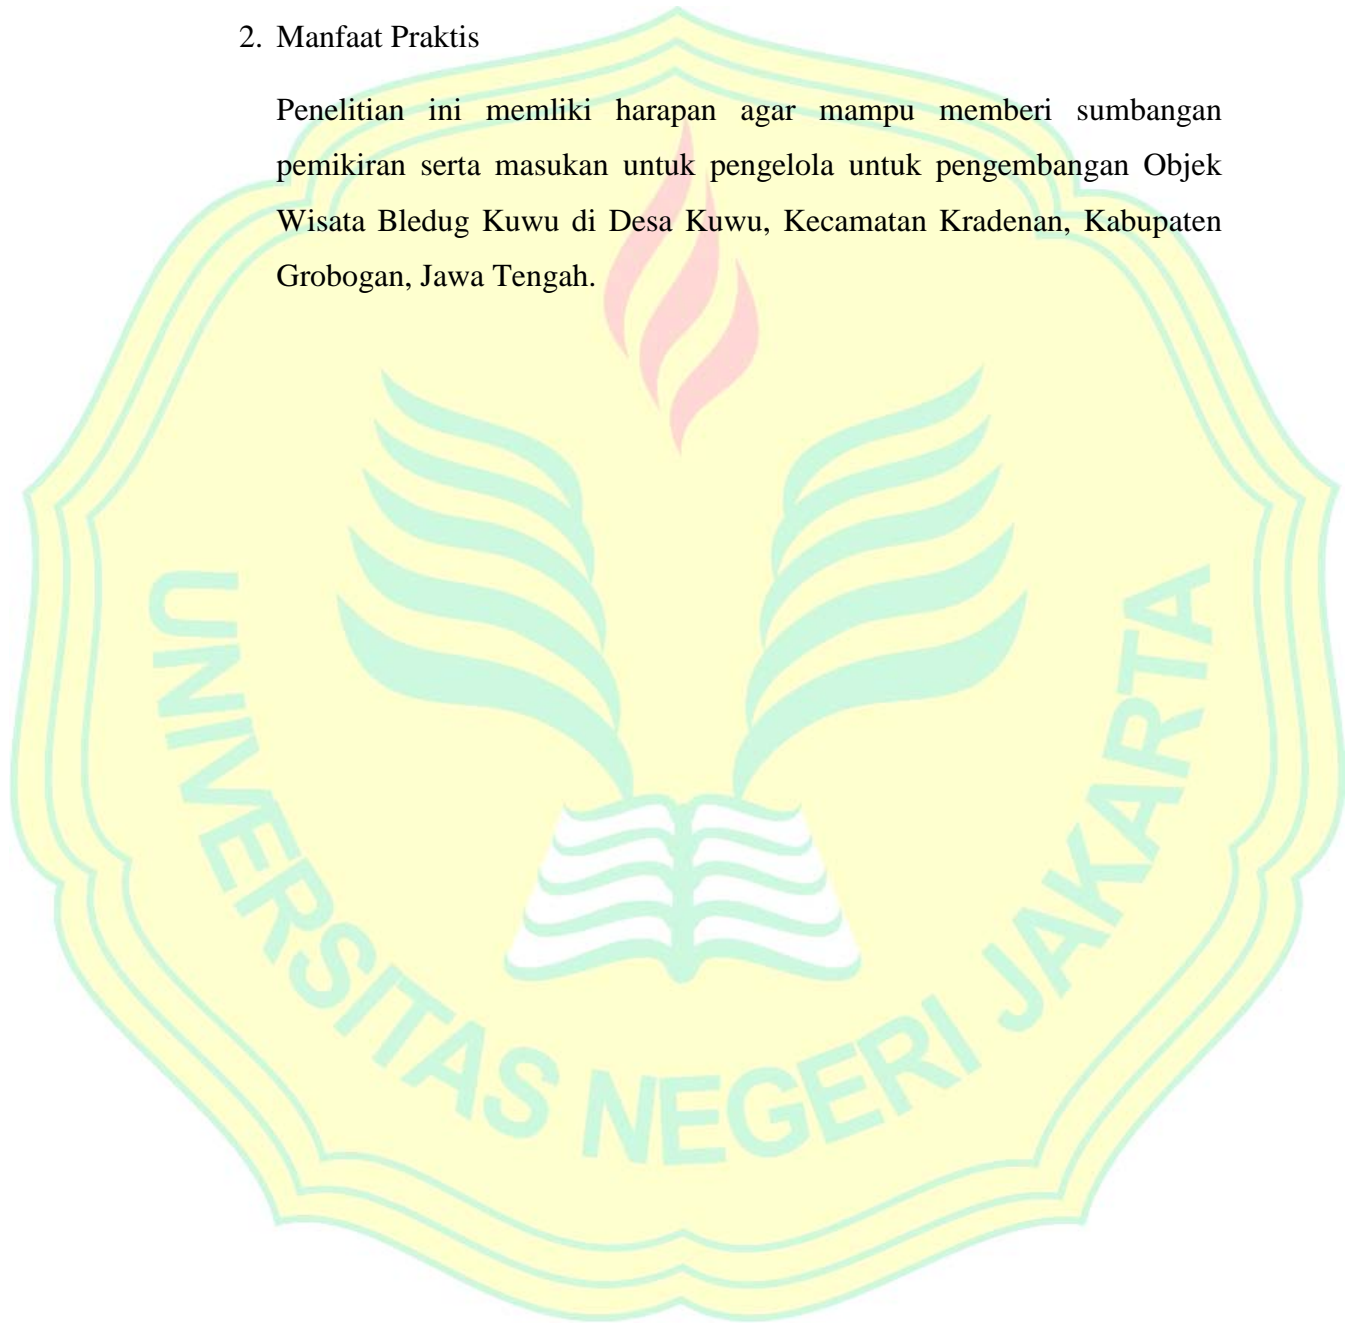 2. Manfaat Praktis
Penelitian ini memliki harapan agar mampu memberi sumbangan
pemikiran serta masukan untuk pengelola untuk pengembangan Objek
Wisata Bledug Kuwu di Desa Kuwu, Kecamatan Kradenan, Kabupaten
Grobogan, Jawa Tengah.
UNIVERSITAS NEGERI JAKARTA